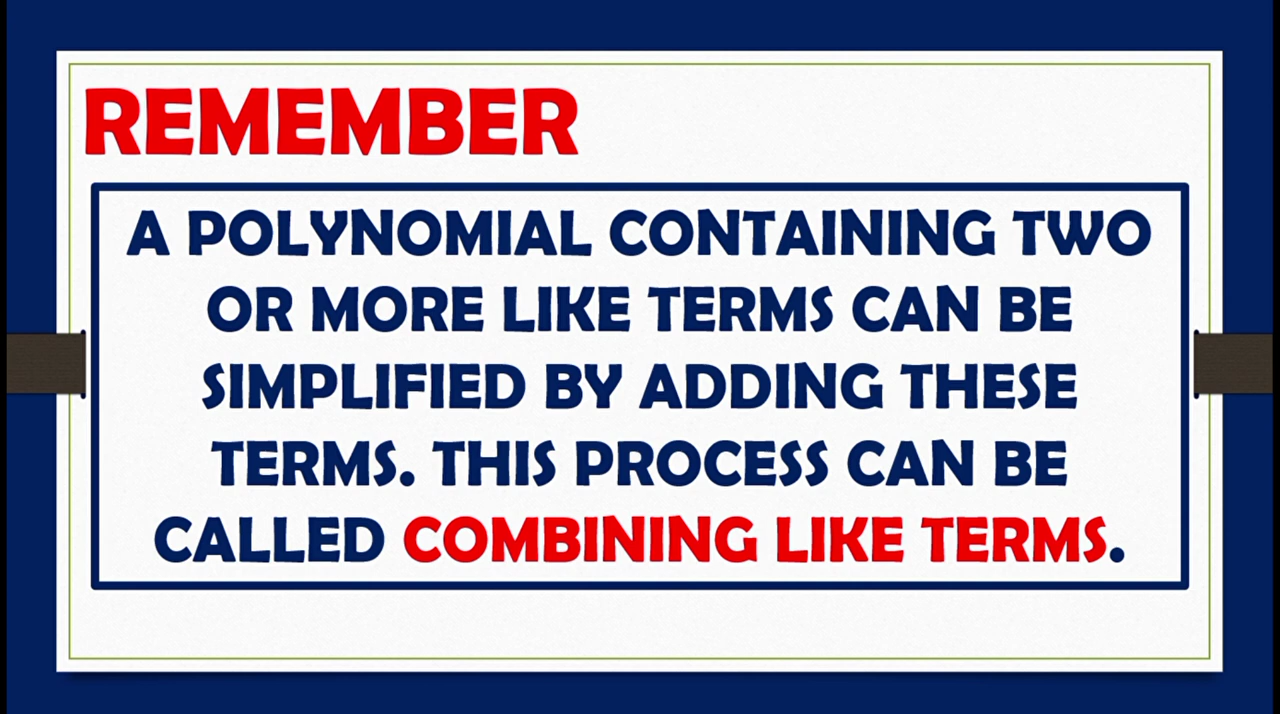 REMEMBER
A POLYNOMIAL CONTAINING TWO
OR MORE LIKE TERMS CAN BE
SIMPLIFIED BY ADDING THESE
TERMS. THIS PROCESS CAN BE
CALLED COMBINING LIKE TERMS.